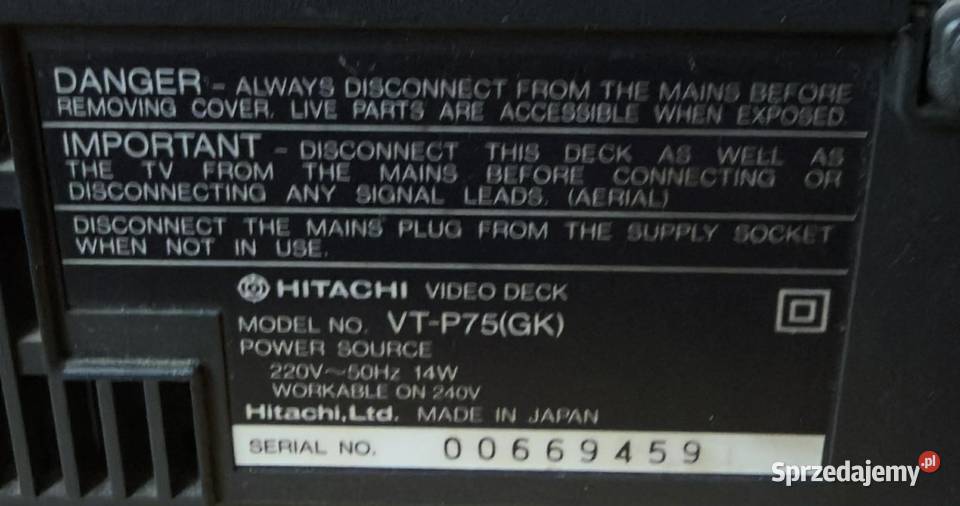 DANGER - ALWAYS DISCONNECT FROM THE MAINS BEFORE
REMOVING COVER. LIVE PARTS ARE ACCESSIBLE WHEN EXPOSED.
IMPORTANT - DISCONNECT THIS DECK AS WELL AS
THE TV FROM THE MAINS BEFORE CONNECTING OR
DISCONNECTING ANY SIGNAL LEADS. (AERIAL)
DISCONNECT THE MAINS PLUG FROM THE SUPPLY SOCKET
WHEN NOT IN USE.
HITACHI VIDEO DECK
MODEL NO. VT-P75(GK)
POWER SOURCE
220V~50Hz 14W
WORKABLE ON 240V
Hitachi,Ltd. MADE IN JAPAN
SERIAL NO. 00669459
Sprzedajemy.pl